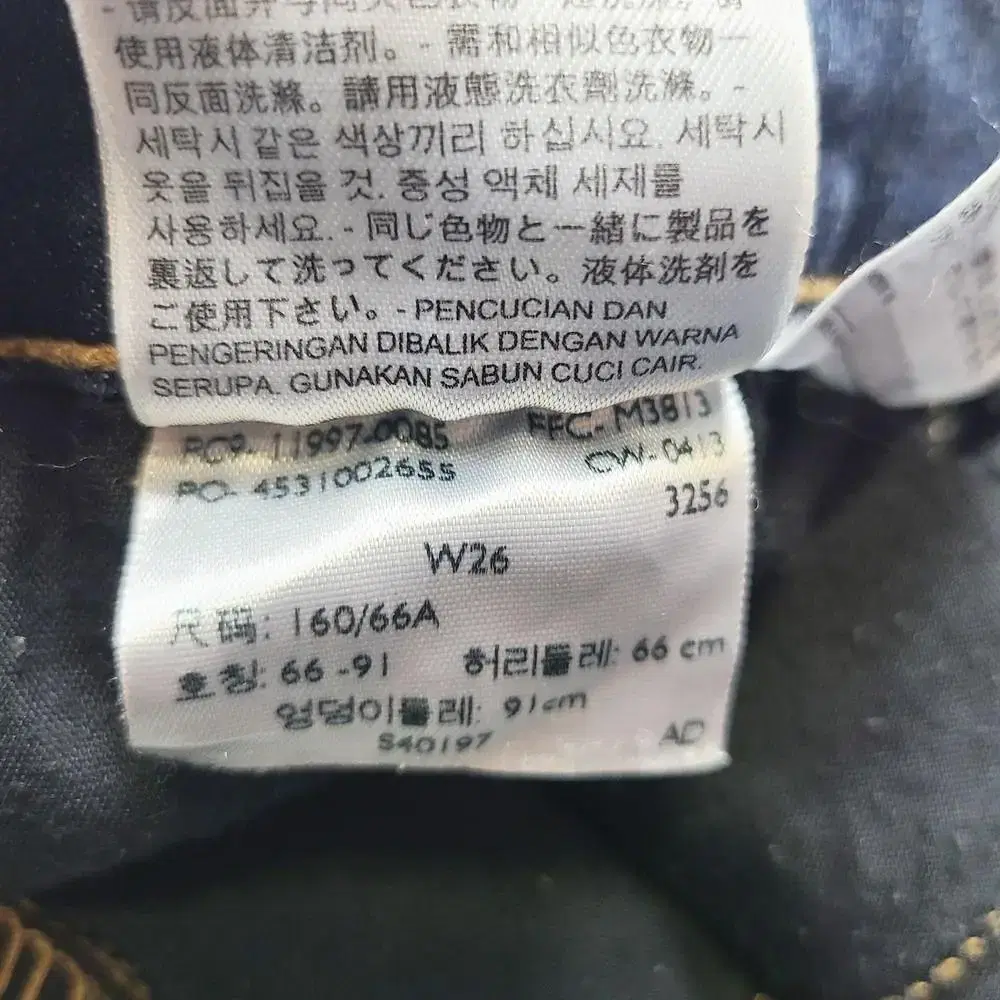 使用液体清洁剂。- 需和相似色衣物一
同反面洗滌。請用液態洗衣劑洗滌。-
세탁시 같은 색상끼리 하십시요. 세탁시
옷을 뒤집을 것. 중성 액체 세제를
사용하세요. - 同じ色物と一緒に製品を
裏返して洗ってください。液体洗剤を
ご使用下さい。- PENCUCIAN DAN
PENGERINGAN DIBALIK DENGAN WARNA
SERUPA. GUNAKAN SABUN CUCI CAIR.
PC9- 11997-0085 FFC- M3813
PO- 4531002655 CW-0413
3256
W26
尺码: 160/66A
호칭: 66 -91 허리둘레: 66 cm
엉덩이둘레: 91cm
S40197 AD